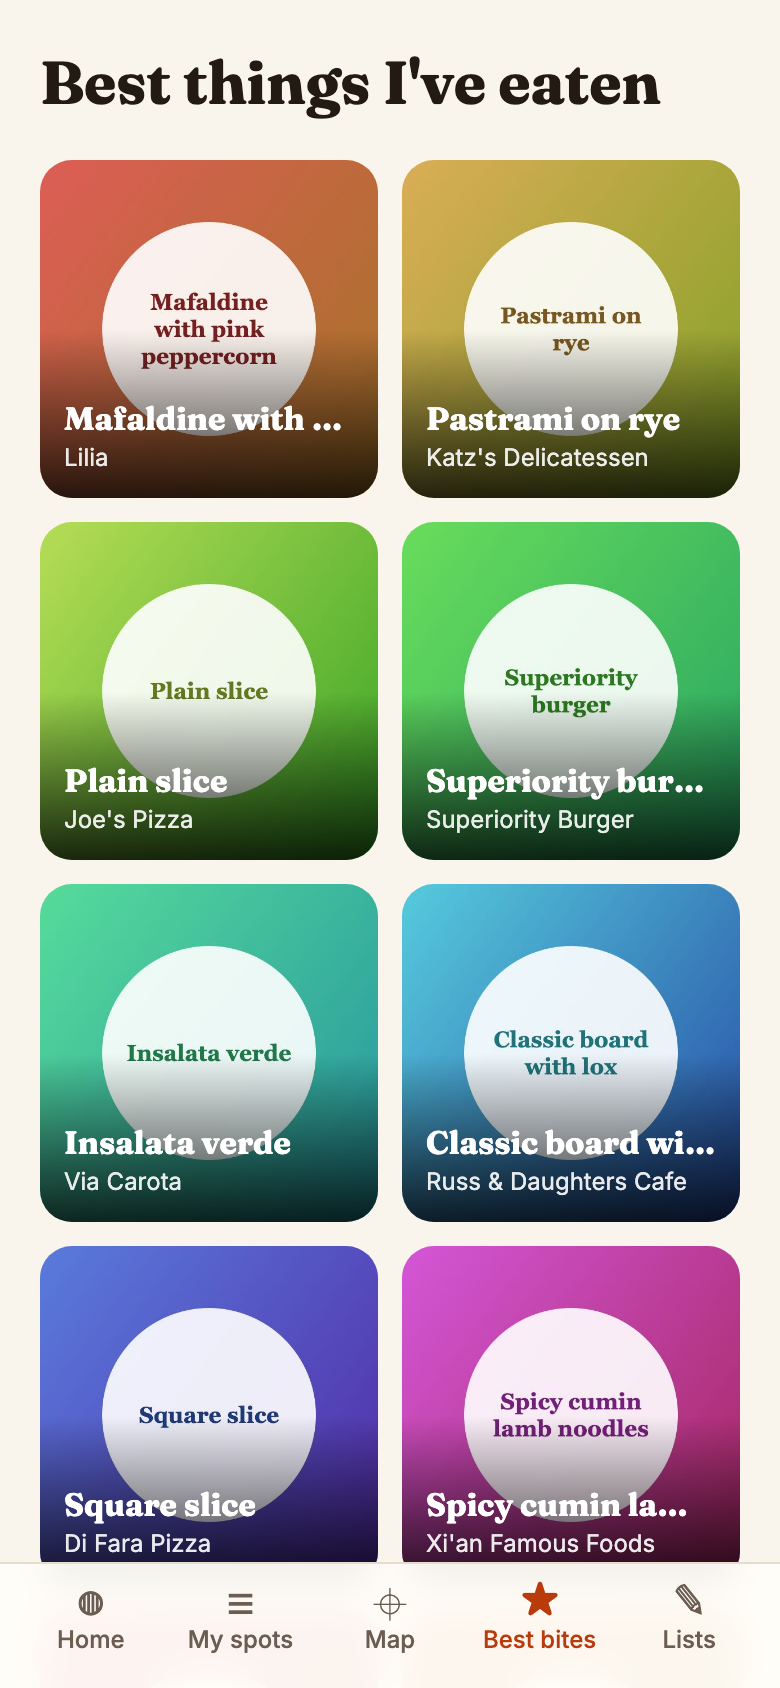 Best things I've eaten
Mafaldine
with pink
peppercorn
Mafaldine with ...
Lilia
Pastrami on
rye
Pastrami on rye
Katz's Delicatessen
Plain slice
Plain slice
Joe's Pizza
Superiority
burger
Superiority bur...
Superiority Burger
Insalata verde
Insalata verde
Via Carota
Classic board
with lox
Classic board wi...
Russ & Daughters Cafe
Square slice
Square slice
Di Fara Pizza
Spicy cumin
lamb noodles
Spicy cumin la...
Xi'an Famous Foods
Home
My spots
Map
Best bites
Lists